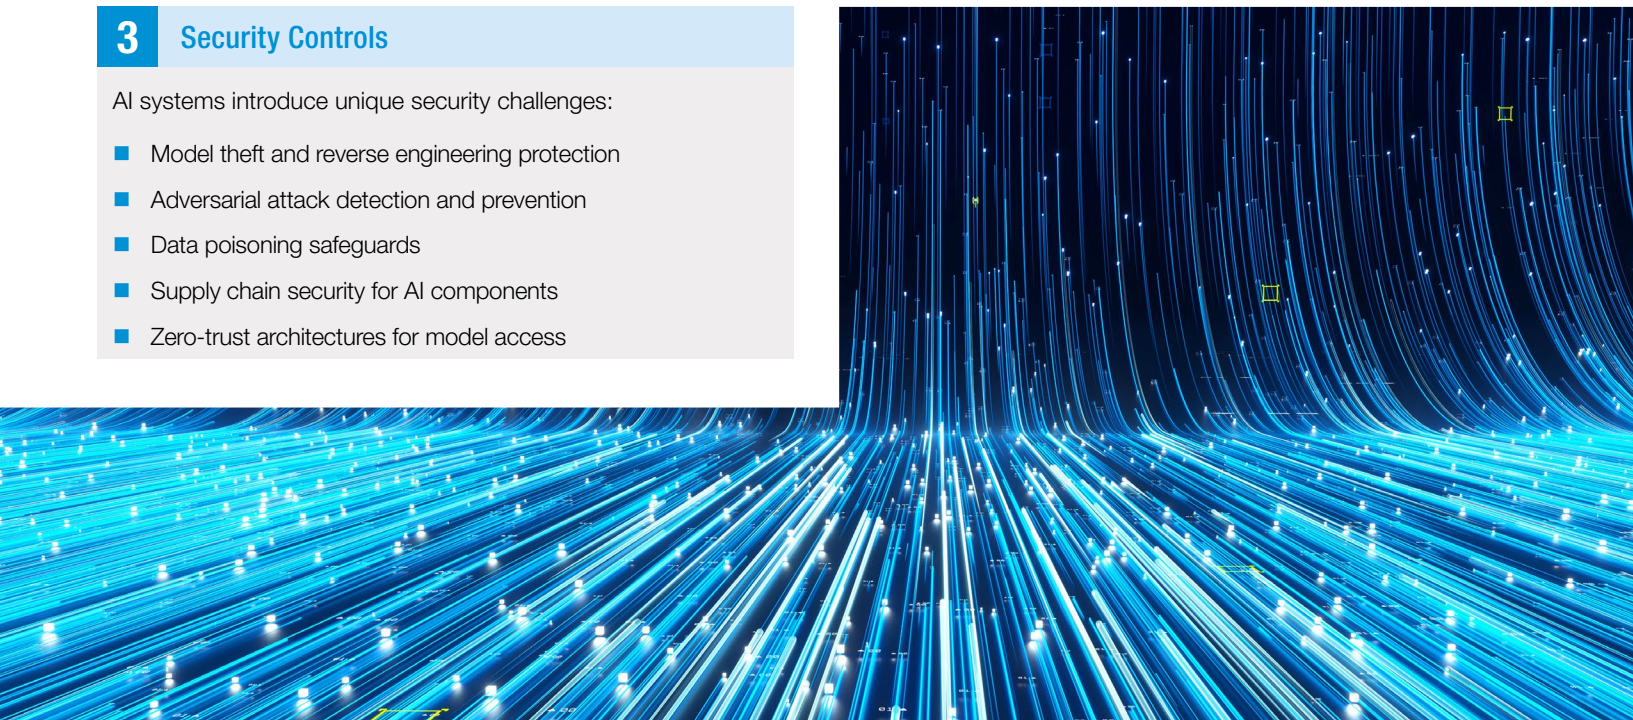 3 Security Controls
AI systems introduce unique security challenges:
Model theft and reverse engineering protection
Adversarial attack detection and prevention
Data poisoning safeguards
Supply chain security for AI components
Zero-trust architectures for model access